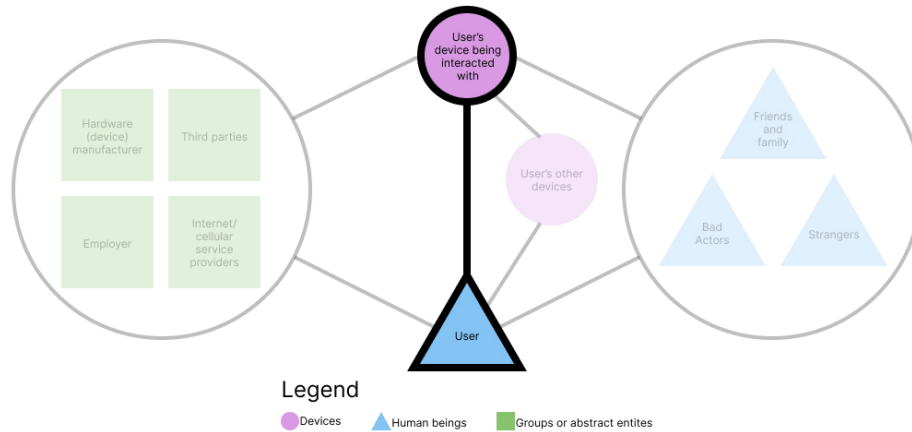 User's
device being
interacted
with
Hardware
(device)
manufacturer
Third parties
Employer
Internet/
cellular
service
providers
User's other
devices
Friends
and
family
Bad
Actors
Strangers
User
Legend
Devices
Human beings
Groups or abstract entites